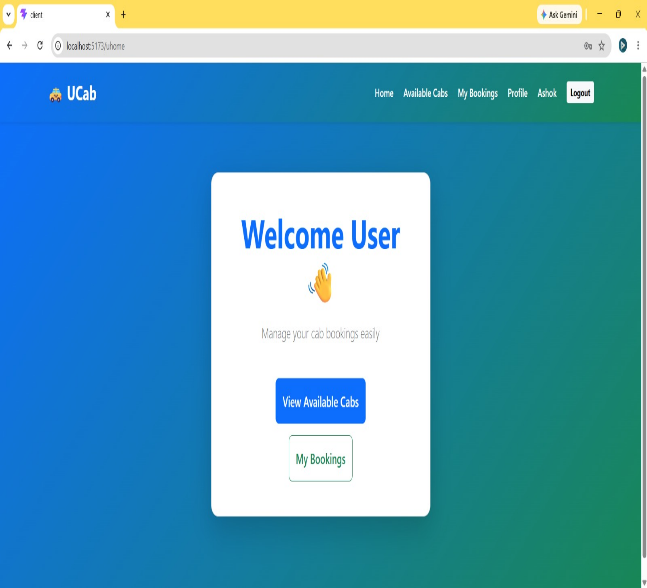 client
Ask Gemini
localhost:5173/uhome
UCab
Home Available Cabs My Bookings Profile Ashok Logout
Welcome User
Manage your cab bookings easily
View Available Cabs
My Bookings